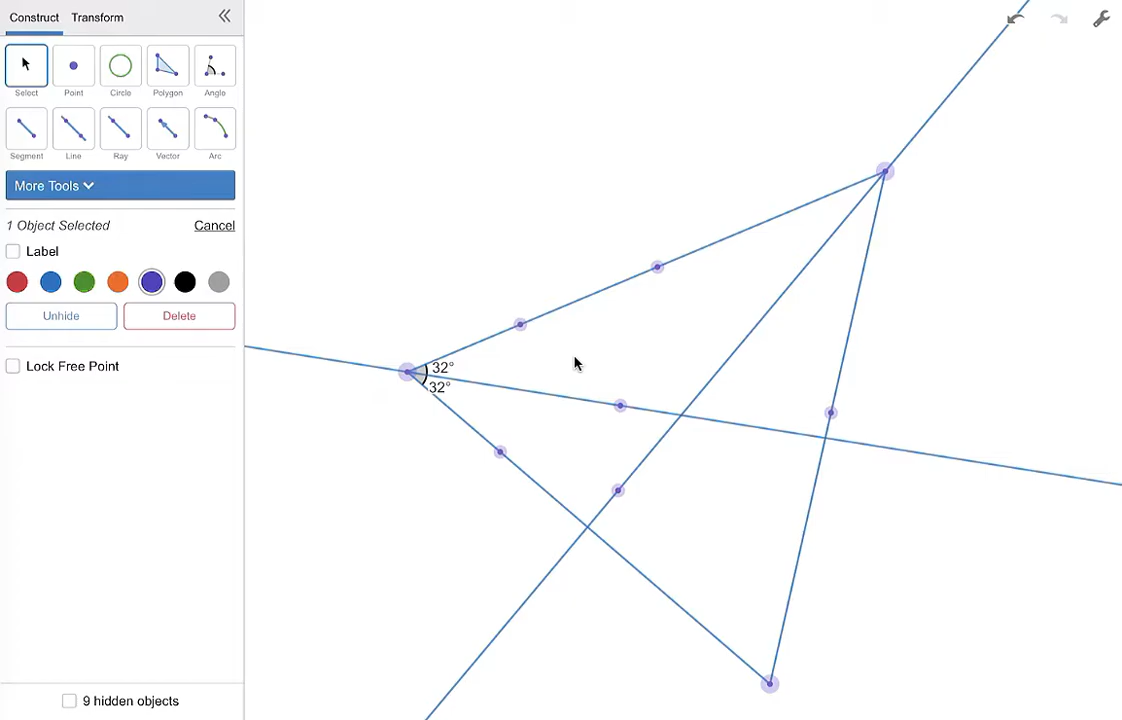 Construct Transform
Select Point Circle Polygon Angle
Segment Line Ray Vector Arc
More Tools
1 Object Selected Cancel
Label
Unhide Delete
Lock Free Point
9 hidden objects
32°
32°